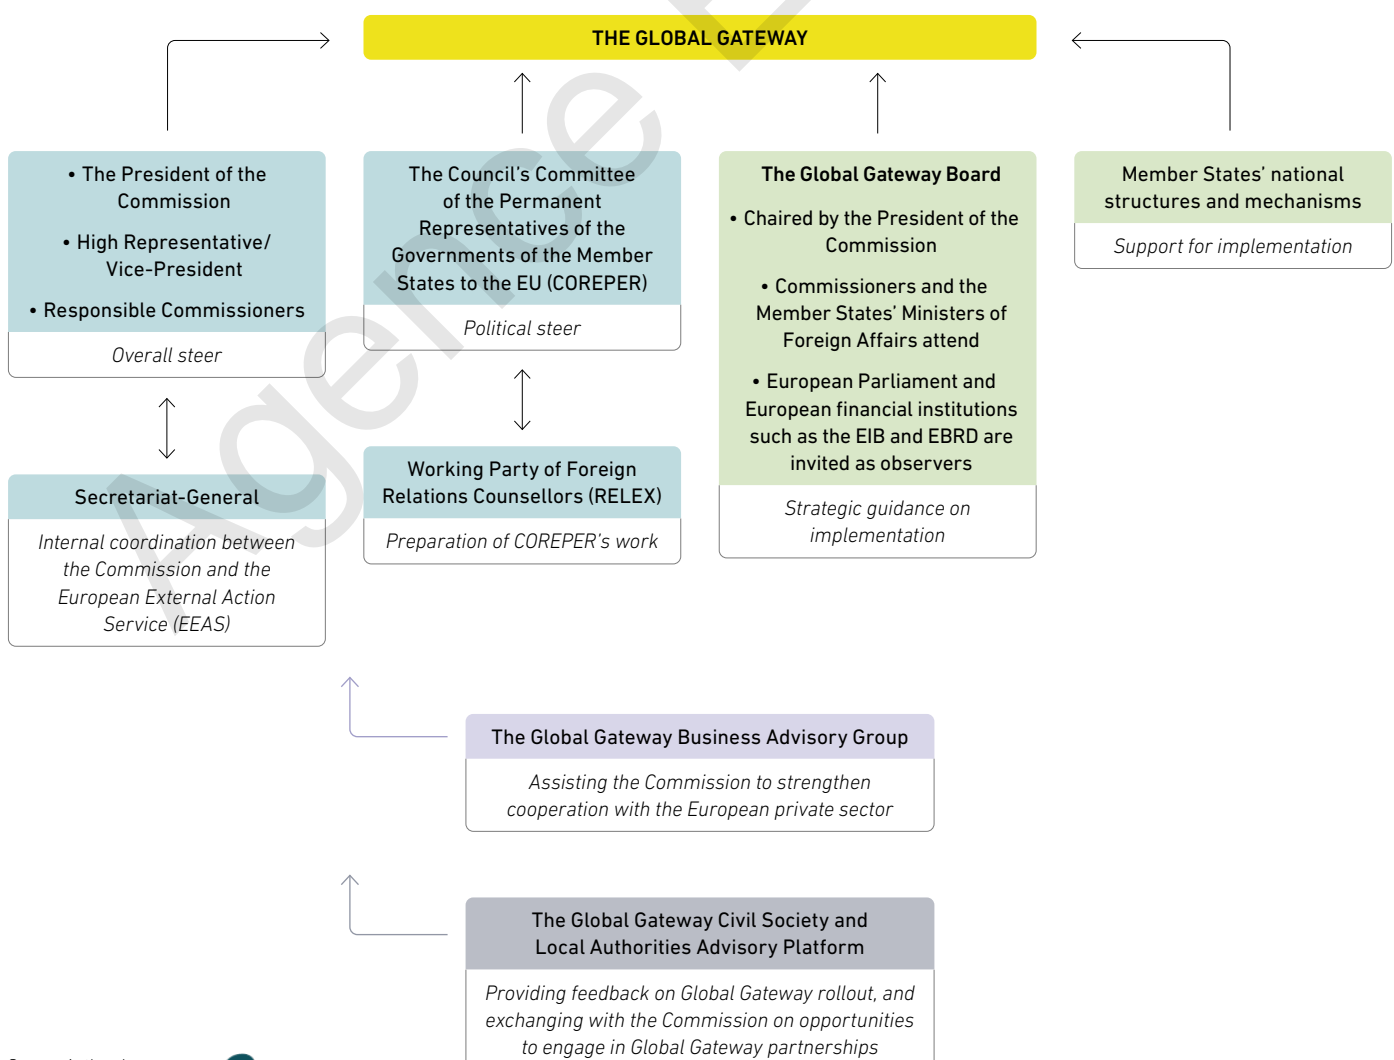 THE GLOBAL GATEWAY
• The President of the
Commission
• High Representative/
Vice-President
• Responsible Commissioners
Overall steer
Secretariat-General
Internal coordination between
the Commission and the
European External Action
Service (EEAS)
The Council’s Committee
of the Permanent
Representatives of the
Governments of the Member
States to the EU (COREPER)
Political steer
Working Party of Foreign
Relations Counsellors (RELEX)
Preparation of COREPER’s work
The Global Gateway Board
• Chaired by the President of the
Commission
• Commissioners and the
Member States’ Ministers of
Foreign Affairs attend
• European Parliament and
European financial institutions
such as the EIB and EBRD are
invited as observers
Strategic guidance on
implementation
Member States’ national
structures and mechanisms
Support for implementation
The Global Gateway Business Advisory Group
Assisting the Commission to strengthen
cooperation with the European private sector
The Global Gateway Civil Society and
Local Authorities Advisory Platform
Providing feedback on Global Gateway rollout, and
exchanging with the Commission on opportunities
to engage in Global Gateway partnerships
Agence